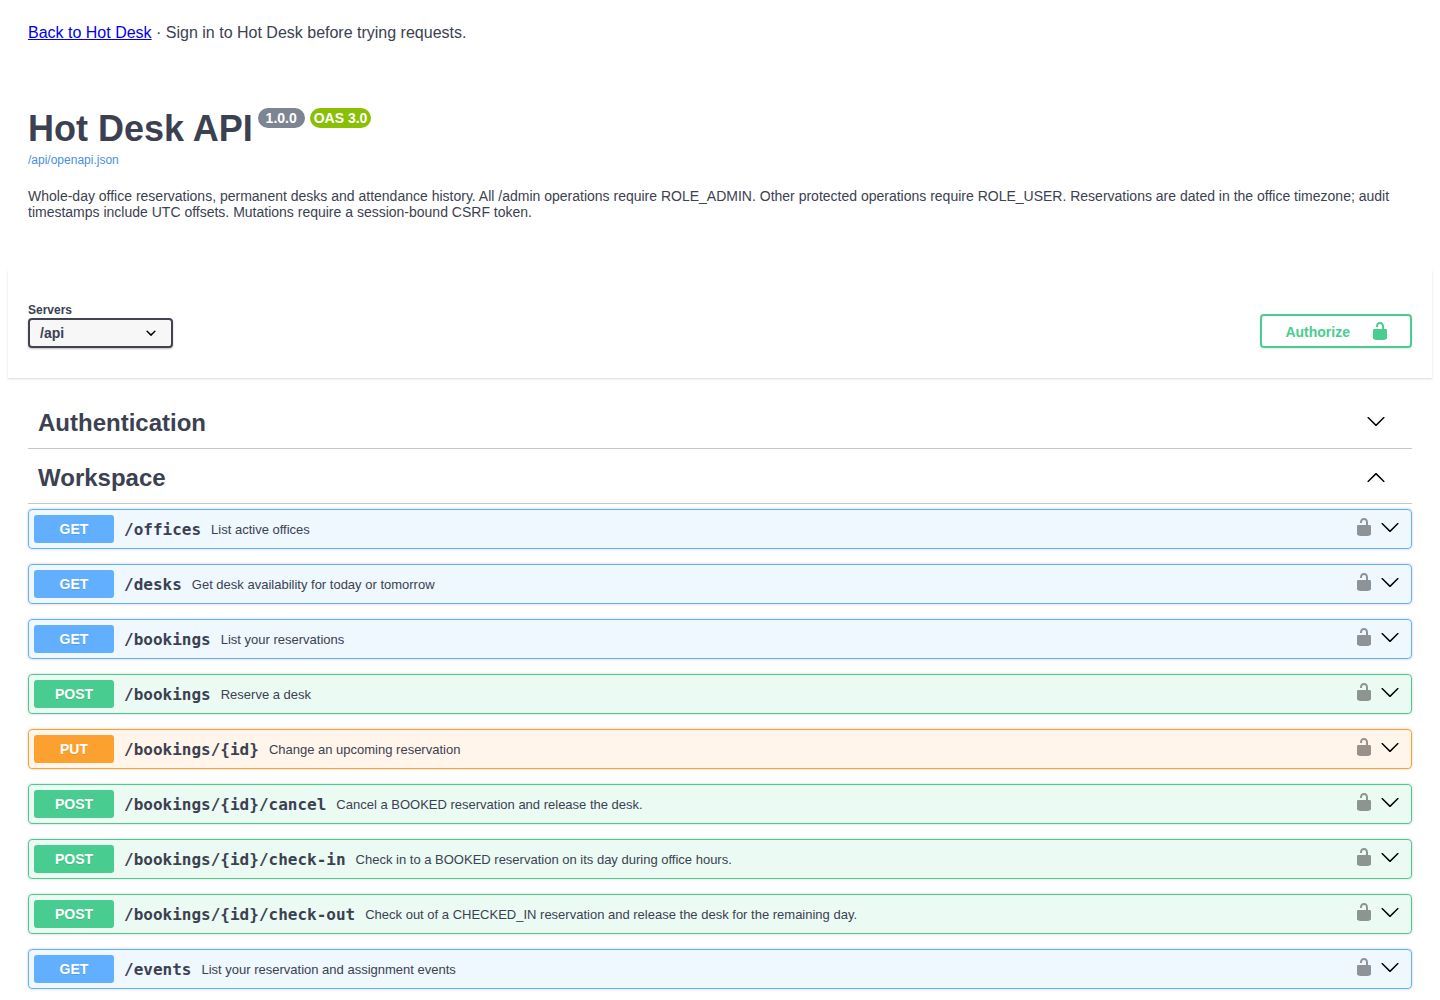 Back to Hot Desk · Sign in to Hot Desk before trying requests.
Hot Desk API 1.0.0 OAS 3.0
/api/openapi.json
Whole-day office reservations, permanent desks and attendance history. All /admin operations require ROLE_ADMIN. Other protected operations require ROLE_USER. Reservations are dated in the office timezone; audit
timestamps include UTC offsets. Mutations require a session-bound CSRF token.
Servers
/api
Authorize
Authentication
Workspace
GET /offices List active offices
GET /desks Get desk availability for today or tomorrow
GET /bookings List your reservations
POST /bookings Reserve a desk
PUT /bookings/{id} Change an upcoming reservation
POST /bookings/{id}/cancel Cancel a BOOKED reservation and release the desk.
POST /bookings/{id}/check-in Check in to a BOOKED reservation on its day during office hours.
POST /bookings/{id}/check-out Check out of a CHECKED_IN reservation and release the desk for the remaining day.
GET /events List your reservation and assignment events